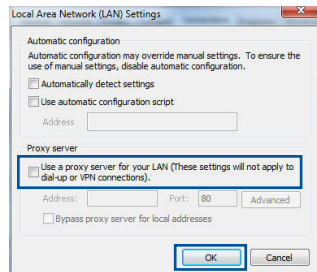 Local Area Network (LAN) Settings
Automatic configuration
Automatic configuration may override manual settings. To ensure the
use of manual settings, disable automatic configuration.
Automatically detect settings
Use automatic configuration script
Address
Proxy server
Use a proxy server for your LAN (These settings will not apply to
dial-up or VPN connections).
Address:
Port: 80
Advanced
Bypass proxy server for local addresses
OK
Cancel